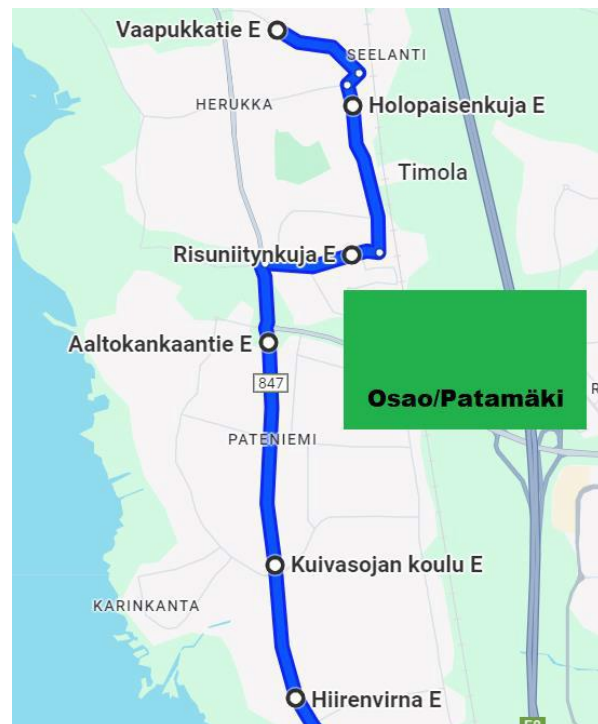 Vaapukkatie E
SEELANTI
HERUKKA
Holopaisenkuja E
Timola
Risuniitynkuja E
Aaltokankaantie E
847
Osao/Patamäki
R
PATENIEMI
Kuivasojan koulu E
KARINKANTA
Hiirenvirna E